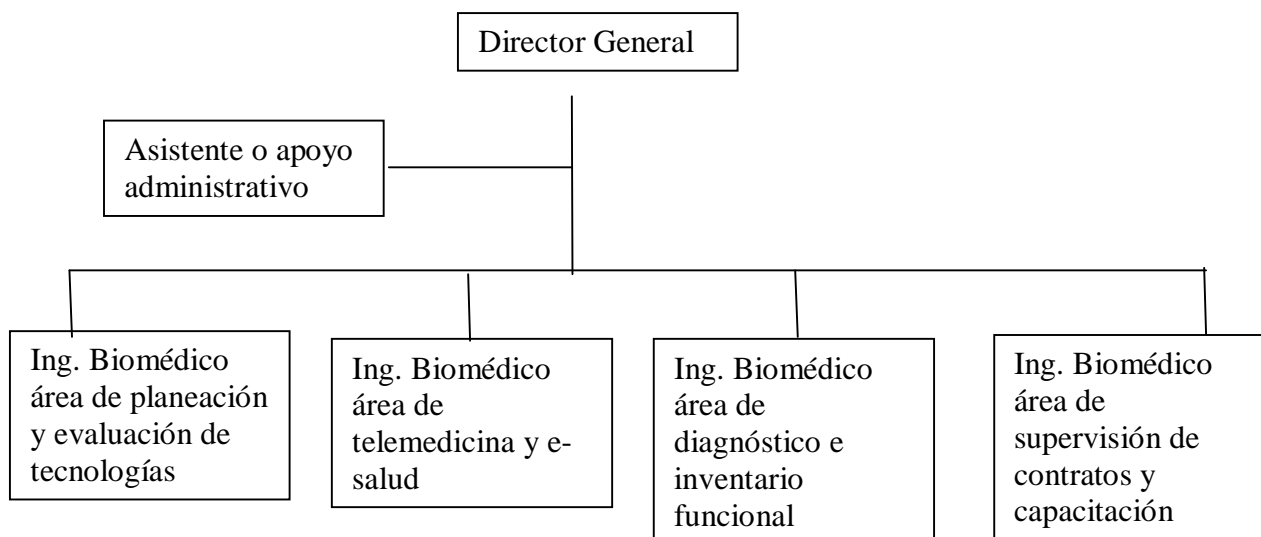 Director General
Asistente o apoyo
administrativo
Ing. Biomédico
área de planeación
y evaluación de
tecnologías
Ing. Biomédico
área de
telemedicina y e-
salud
Ing. Biomédico
área de
diagnóstico e
inventario
funcional
Ing. Biomédico
área de
supervisión de
contratos y
capacitación